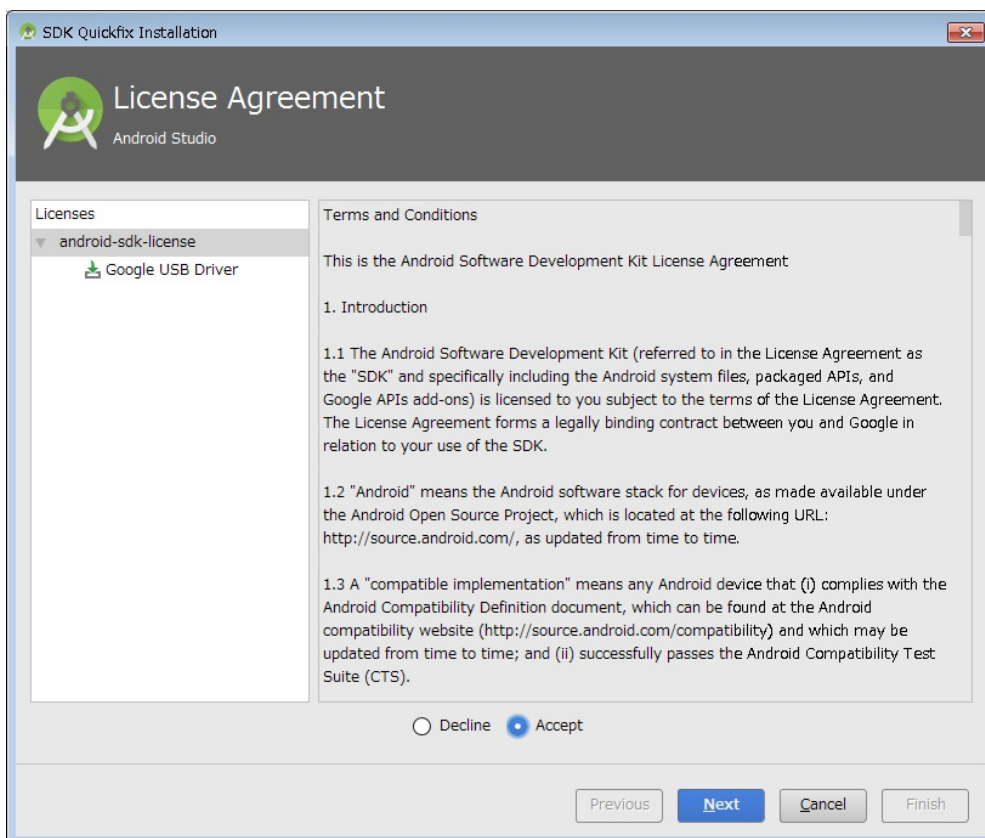 SDK Quickfix Installation
License Agreement
Android Studio
Licenses
android-sdk-license
Google USB Driver
Terms and Conditions
This is the Android Software Development Kit License Agreement
1. Introduction
1.1 The Android Software Development Kit (referred to in the License Agreement as
the "SDK" and specifically including the Android system files, packaged APIs, and
Google APIs add-ons) is licensed to you subject to the terms of the License Agreement.
The License Agreement forms a legally binding contract between you and Google in
relation to your use of the SDK.
1.2 "Android" means the Android software stack for devices, as made available under
the Android Open Source Project, which is located at the following URL:
http://source.android.com/, as updated from time to time.
1.3 A "compatible implementation" means any Android device that (i) complies with the
Android Compatibility Definition document, which can be found at the Android
compatibility website (http://source.android.com/compatibility) and which may be
updated from time to time; and (ii) successfully passes the Android Compatibility Test
Suite (CTS).
Decline Accept
Previous Next Cancel Finish